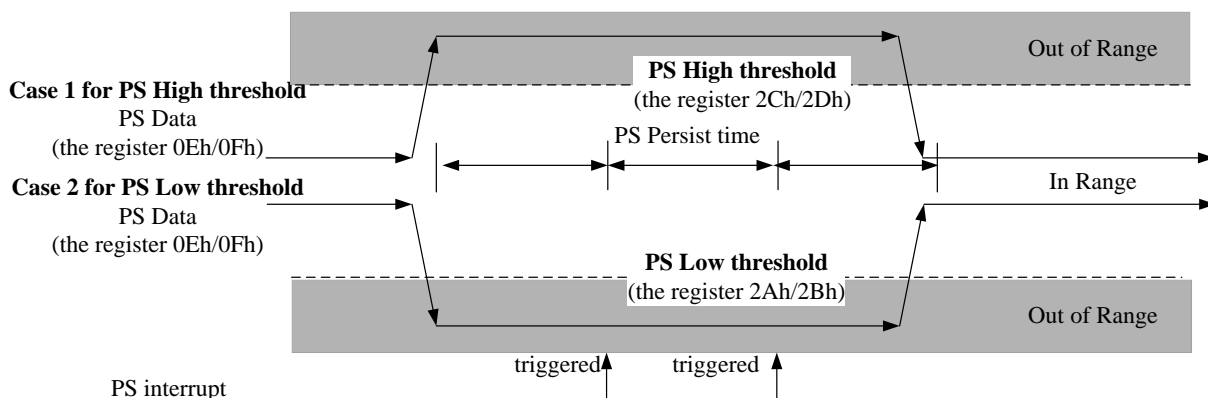 Out of Range
Case 1 for PS High threshold
PS Data
(the register 0Eh/0Fh)
PS High threshold
(the register 2Ch/2Dh)
PS Persist time
Case 2 for PS Low threshold
PS Data
(the register 0Eh/0Fh)
In Range
PS Low threshold
(the register 2Ah/2Bh)
Out of Range
triggered
triggered
PS interrupt